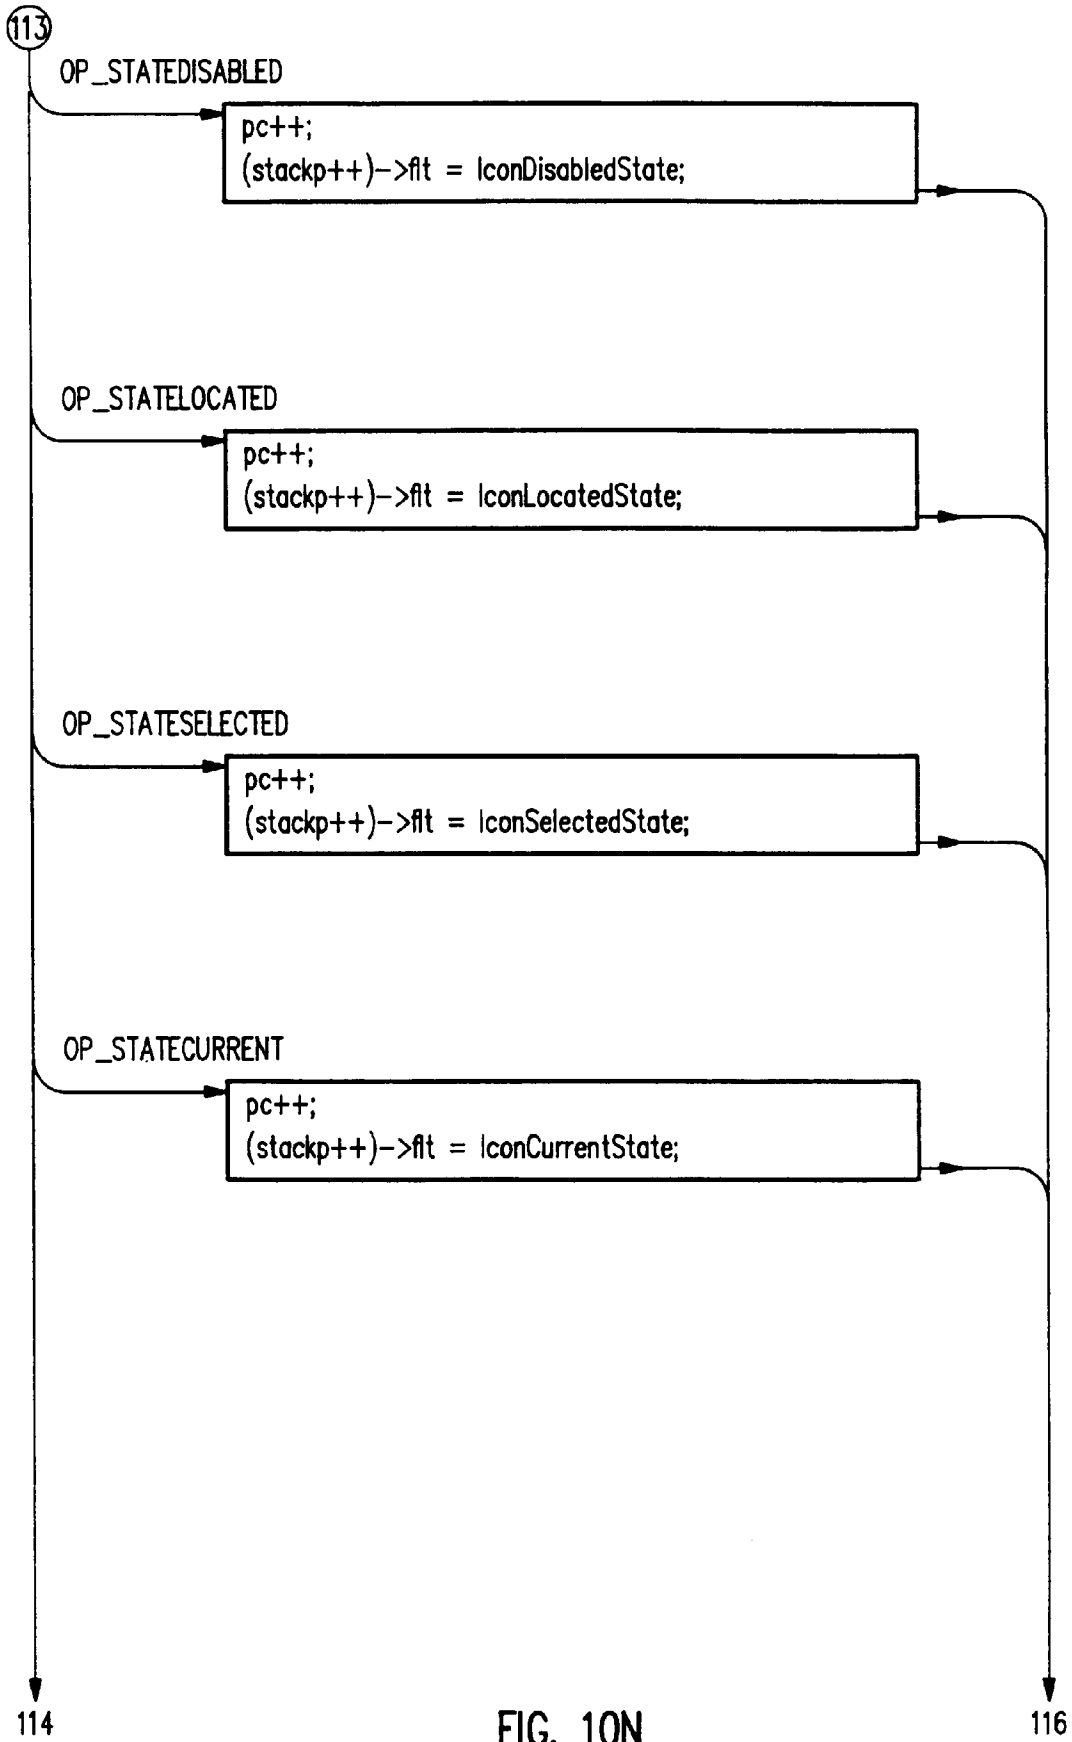 113
OP_STATEDISABLED
pc++;
(stackp++)->flt = IconDisabledState;
OP_STATELOCATED
pc++;
(stackp++)->flt = IconLocatedState;
OP_STATESELECTED
pc++;
(stackp++)->flt = IconSelectedState;
OP_STATECURRENT
pc++;
(stackp++)->flt = IconCurrentState;
114
FIG. 10N
116